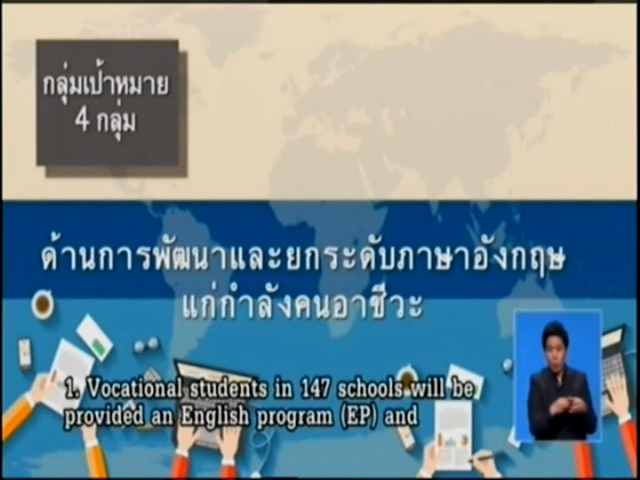 กลุ่มเป้าหมาย
4 กลุ่ม
ด้านการพัฒนาและยกระดับภาษาอังกฤษ
แก่กำลังคนอาชีวะ
1. Vocational students in 147 schools will be
provided an English program (EP) and